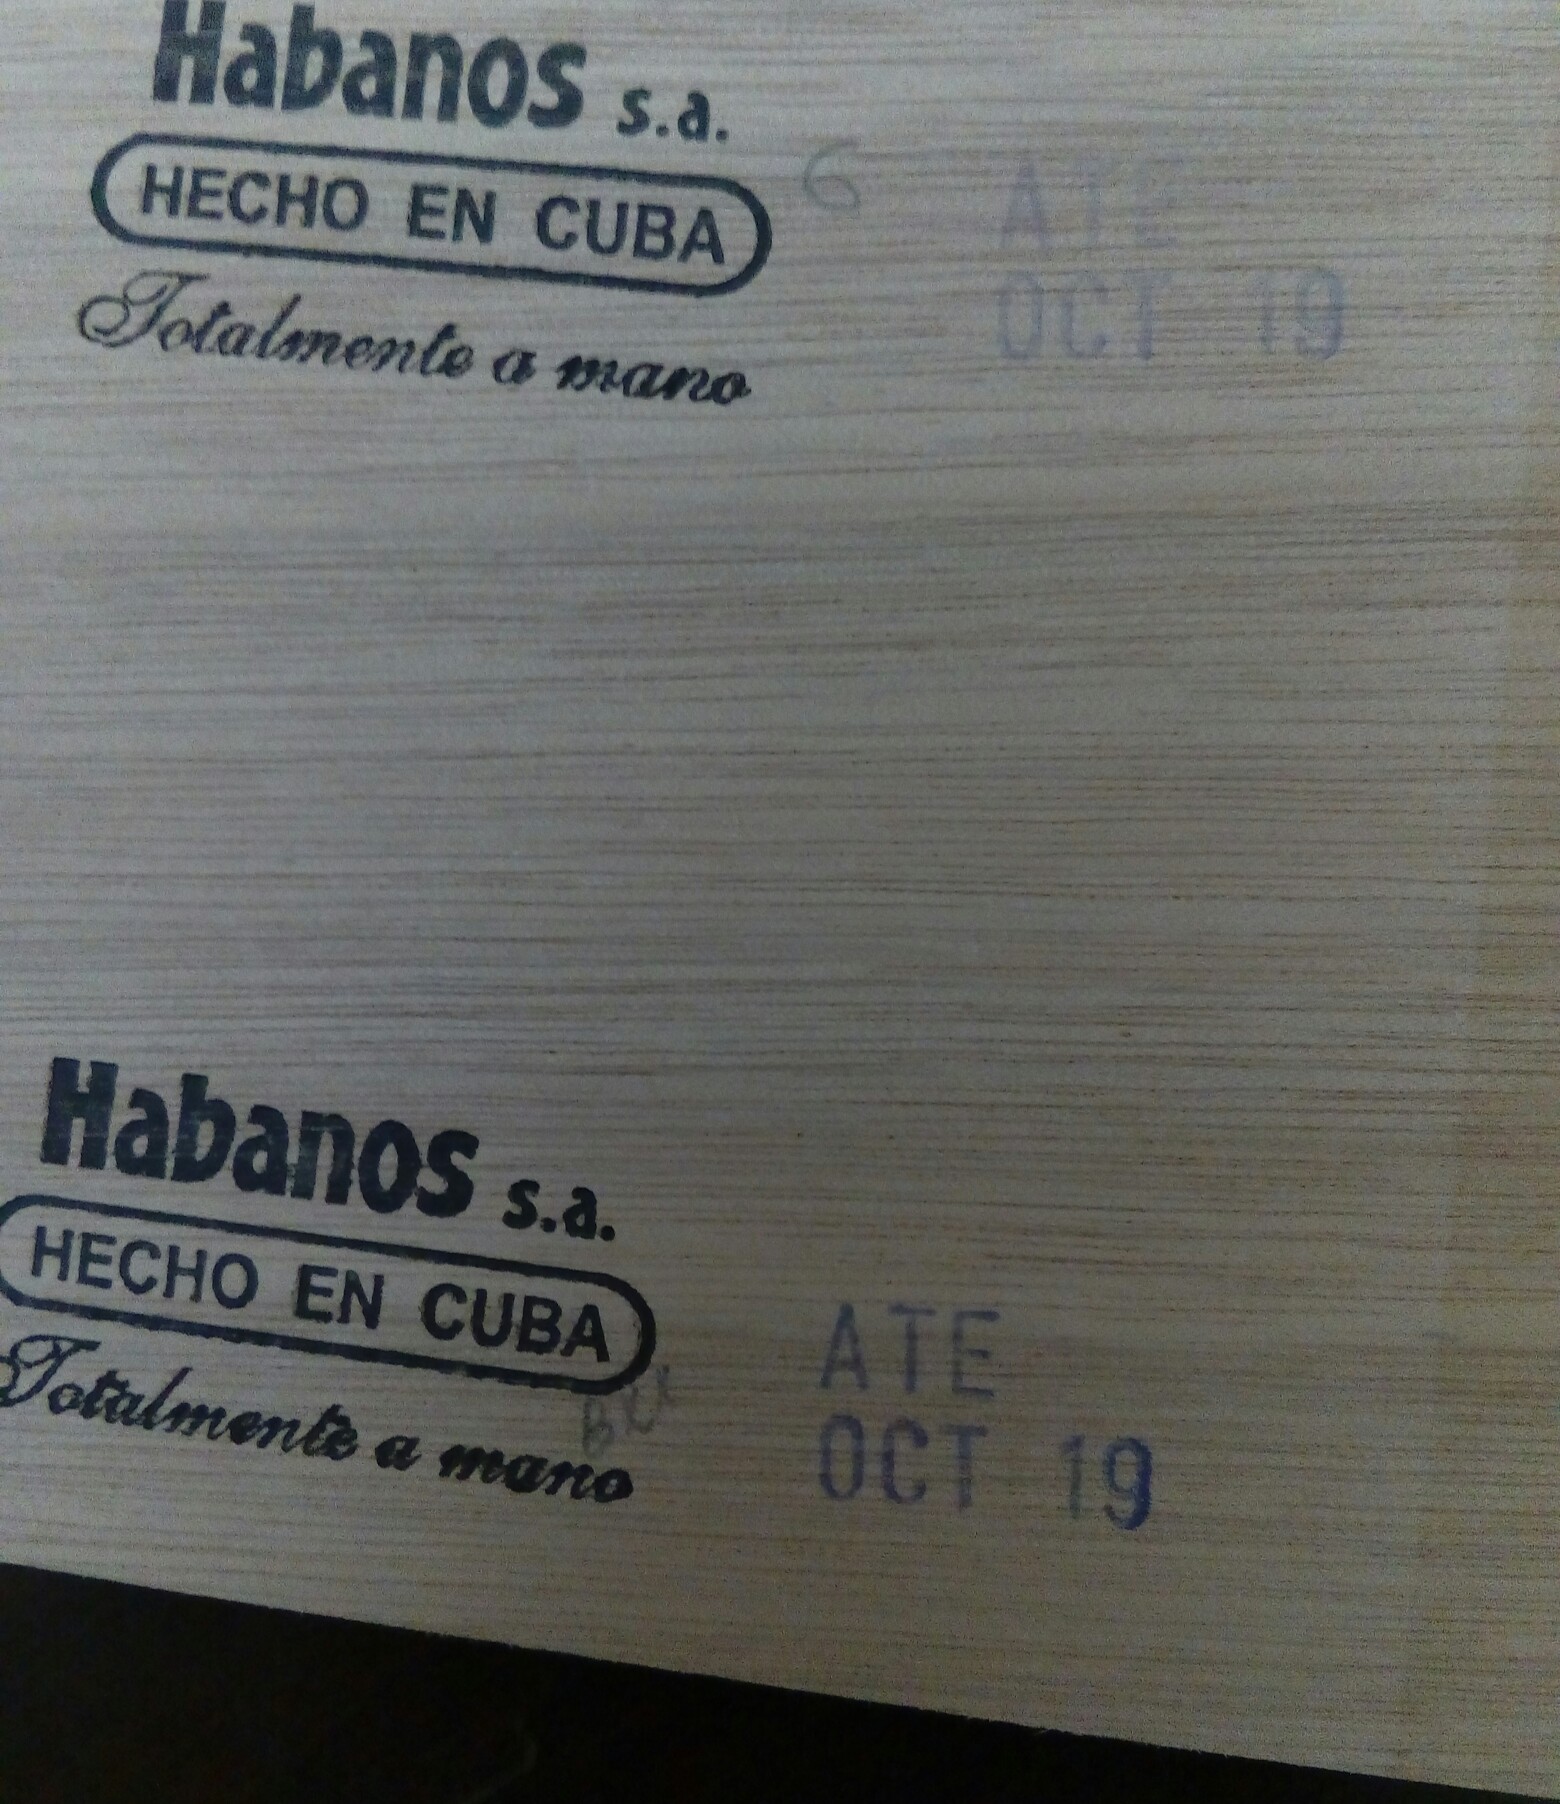 Habanos s.a.
HECHO EN CUBA
Totalmente a mano
6
ATE
OCT 19
Habanos s.a.
HECHO EN CUBA
Totalmente a mano
ATE
OCT 19